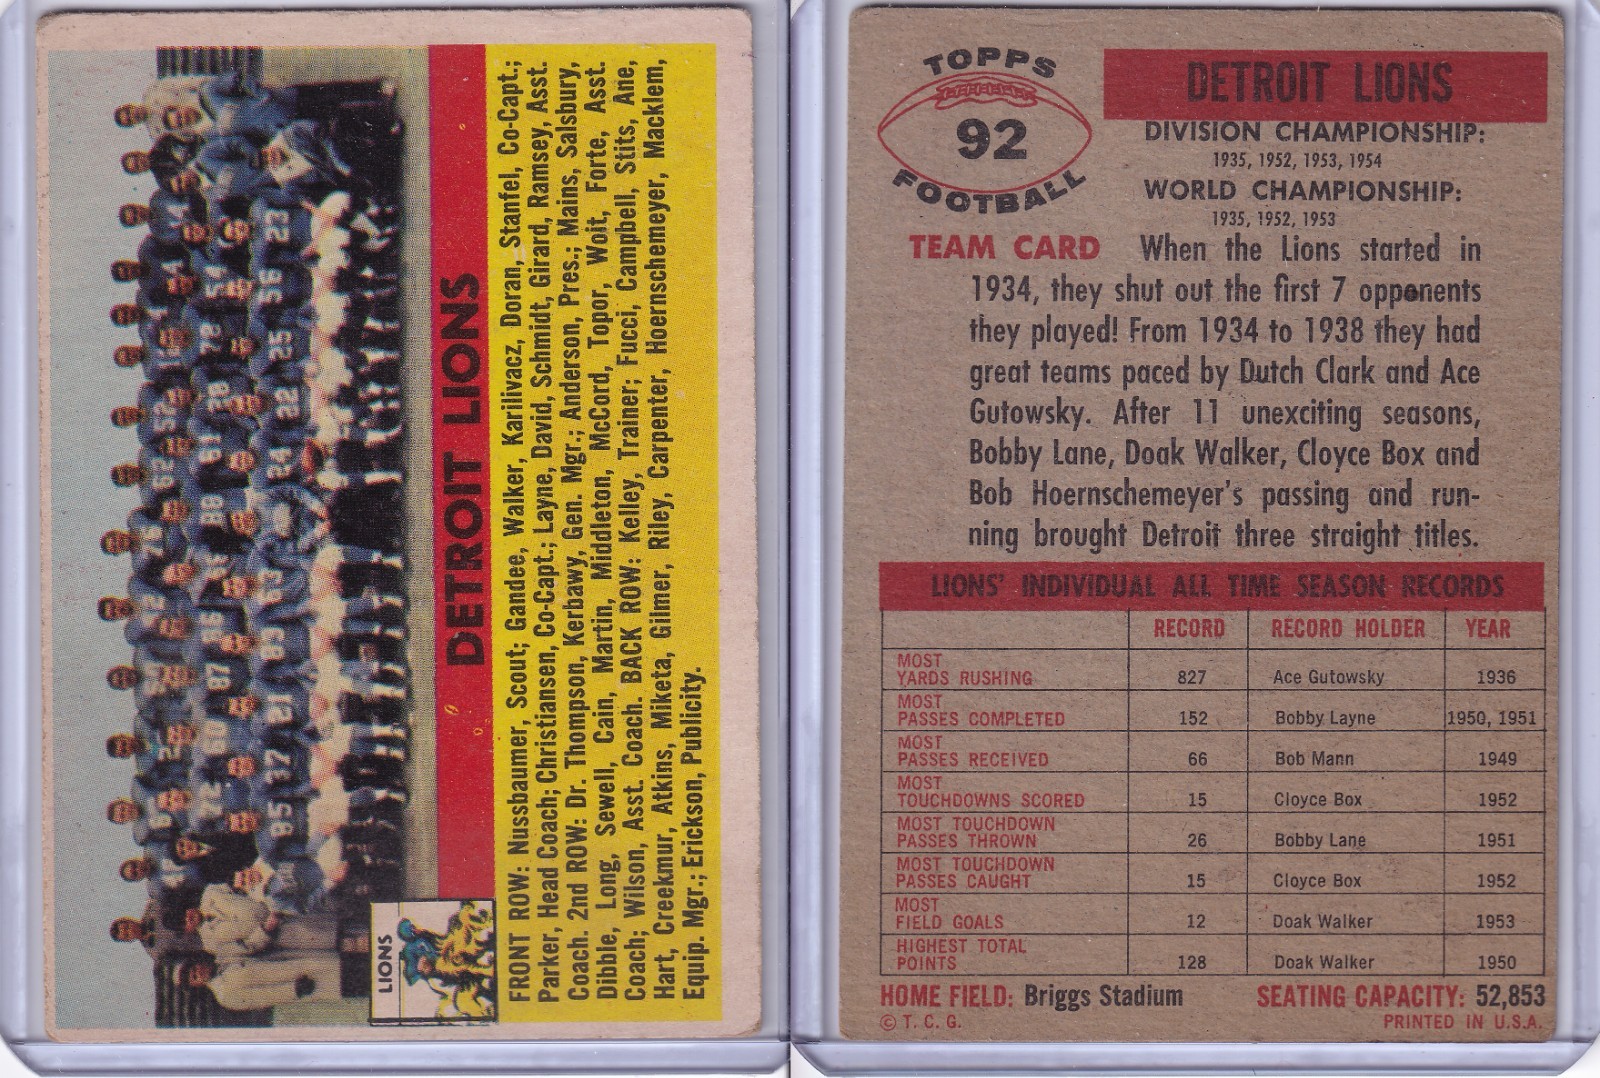 DETROIT LIONS
LIONS
FRONT ROW: Nussbaumer, Scout; Gandee, Walker, Karilivacz, Doran, Stanfel, Co-Capt.;
Parker, Head Coach; Christiansen, Co-Capt.; Layne, David, Schmidt, Girard, Ramsey, Asst.
Coach. 2nd ROW: Dr. Thompson, Kerbawy, Gen. Mgr.; Anderson, Pres.; Mains, Salsbury,
Dibble, Long, Sewell, Cain, Martin, Middleton, McCord, Topor, Woit, Forte, Asst.
Coach; Wilson, Asst. Coach. BACK ROW: Kelley, Trainer; Fucci, Campbell, Stits, Ane,
Hart, Creekmur, Atkins, Miketa, Gilmer, Riley, Carpenter, Hoernschemeyer, Macklem,
Equip. Mgr.; Erickson, Publicity.
TOPPS
92
FOOTBALL
DETROIT LIONS
DIVISION CHAMPIONSHIP:
1935, 1952, 1953, 1954
WORLD CHAMPIONSHIP:
1935, 1952, 1953
TEAM CARD When the Lions started in
1934, they shut out the first 7 opponents
they played! From 1934 to 1938 they had
great teams paced by Dutch Clark and Ace
Gutowsky. After 11 unexciting seasons,
Bobby Lane, Doak Walker, Cloyce Box and
Bob Hoernschemeyer's passing and run-
ning brought Detroit three straight titles.
LIONS' INDIVIDUAL ALL TIME SEASON RECORDS
RECORD RECORD HOLDER YEAR
MOST
YARDS RUSHING 827 Ace Gutowsky 1936
MOST
PASSES COMPLETED 152 Bobby Layne 1950, 1951
MOST
PASSES RECEIVED 66 Bob Mann 1949
MOST
TOUCHDOWNS SCORED 15 Cloyce Box 1952
MOST TOUCHDOWN
PASSES THROWN 26 Bobby Lane 1951
MOST TOUCHDOWN
PASSES CAUGHT 15 Cloyce Box 1952
MOST
FIELD GOALS 12 Doak Walker 1953
HIGHEST TOTAL
POINTS 128 Doak Walker 1950
HOME FIELD: Briggs Stadium SEATING CAPACITY: 52,853
© T. C. G. PRINTED IN U.S.A.